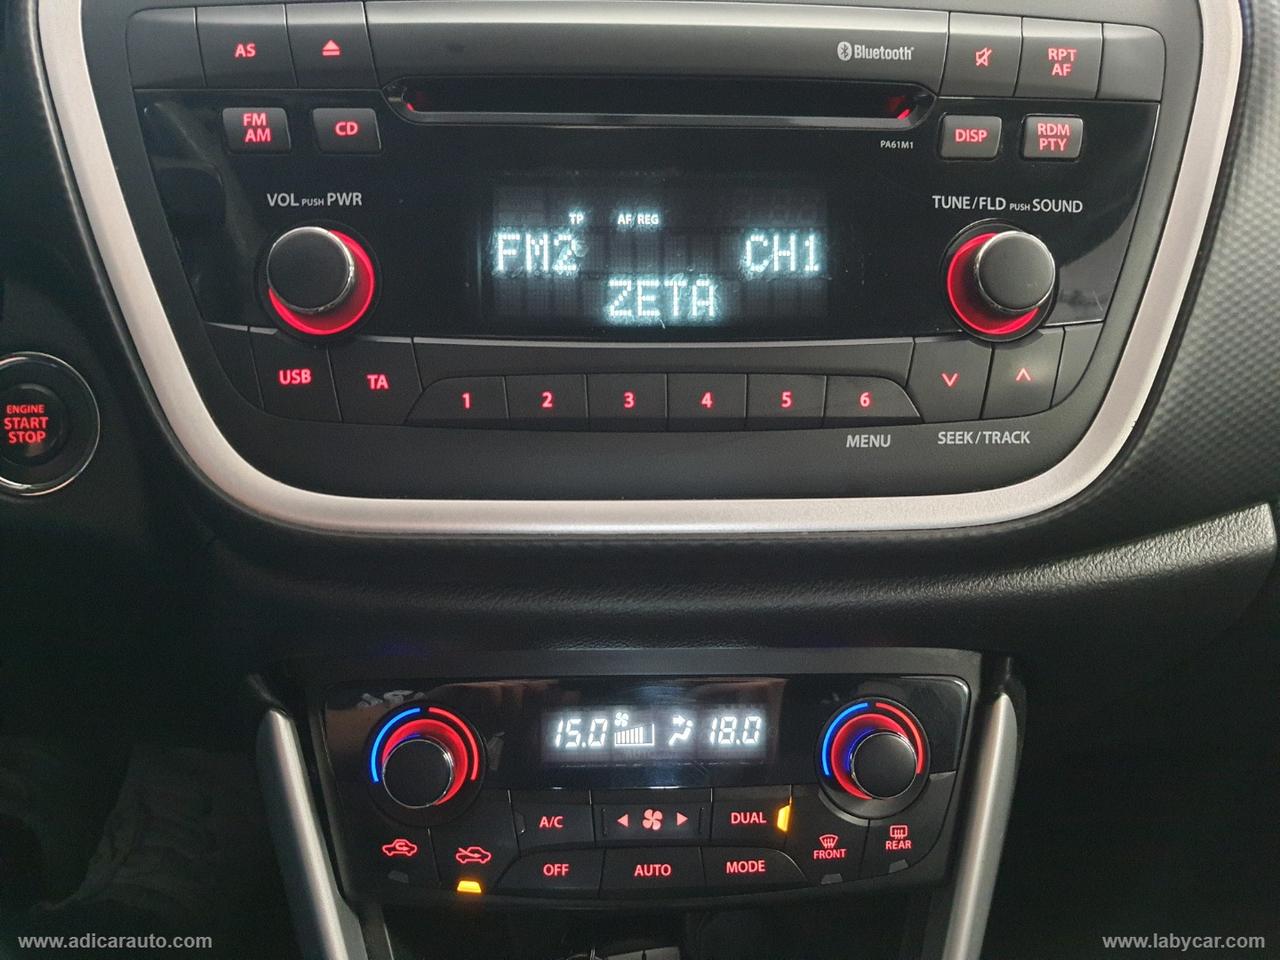 AS
Bluetooth®
RPT
AF
FM
AM
CD
PA61M1
DISP
RDM
PTY
VOL PUSH PWR
TUNE/FLD PUSH SOUND
TP AF/REG
FM2 CH1
ZETA
ENGINE
START
STOP
USB
TA
1 2 3 4 5 6
MENU
SEEK/TRACK
15.0 18.0
A/C
DUAL
FRONT
REAR
OFF
AUTO
MODE
www.adicarauto.com
www.labycar.com